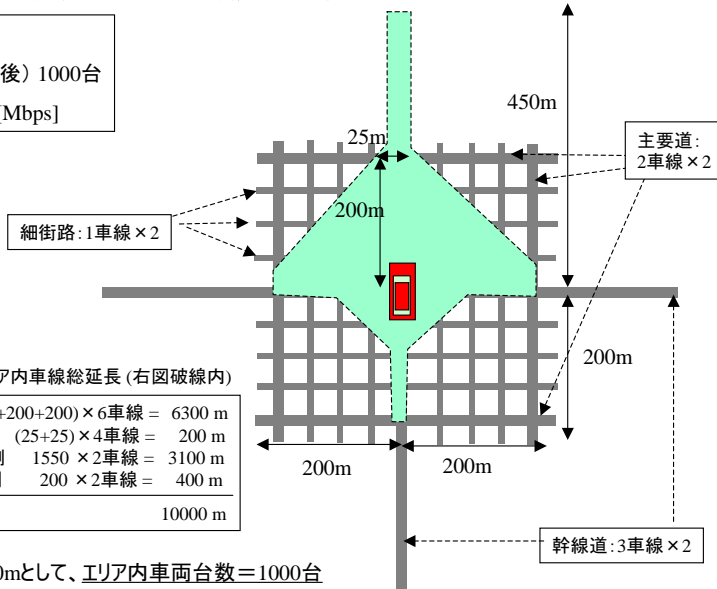 後) 1000台
[Mbps]
450m
25m
主要道:
2車線×2
200m
細街路:1車線×2
200m
ア内車線総延長 (右図破線内)
+200+200)×6車線 = 6300 m
(25+25)×4車線 = 200 m
1550 ×2車線 = 3100 m
200 ×2車線 = 400 m
10000 m
200m 200m
幹線道:3車線×2
0mとして、エリア内車両台数=1000台